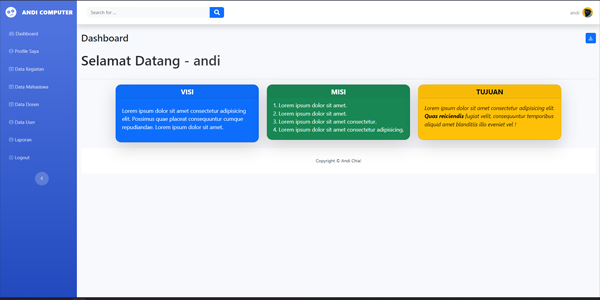 ANDI COMPUTER
Search for ...
andi
Dashboard
Profile Saya
Data Kegiatan
Data Mahasiswa
Data Dosen
Data User
Laporan
Logout
Dashboard
Selamat Datang - andi
VISI
Lorem ipsum dolor sit amet consectetur adipisicing
elit. Possimus quae placeat consequuntur cumque
repudiandae. Lorem ipsum dolor sit amet.
MISI
1. Lorem ipsum dolor sit amet.
2. Lorem ipsum dolor sit amet.
3. Lorem ipsum dolor sit amet consectetur.
4. Lorem ipsum dolor sit amet consectetur adipisicing.
TUJUAN
Lorem ipsum dolor sit amet consectetur adipisicing elit.
Quas reiciendis fugiat velit, consequuntur temporibus
aliquid amet blanditiis illo eveniet vel !
Copyright © Andi Chai